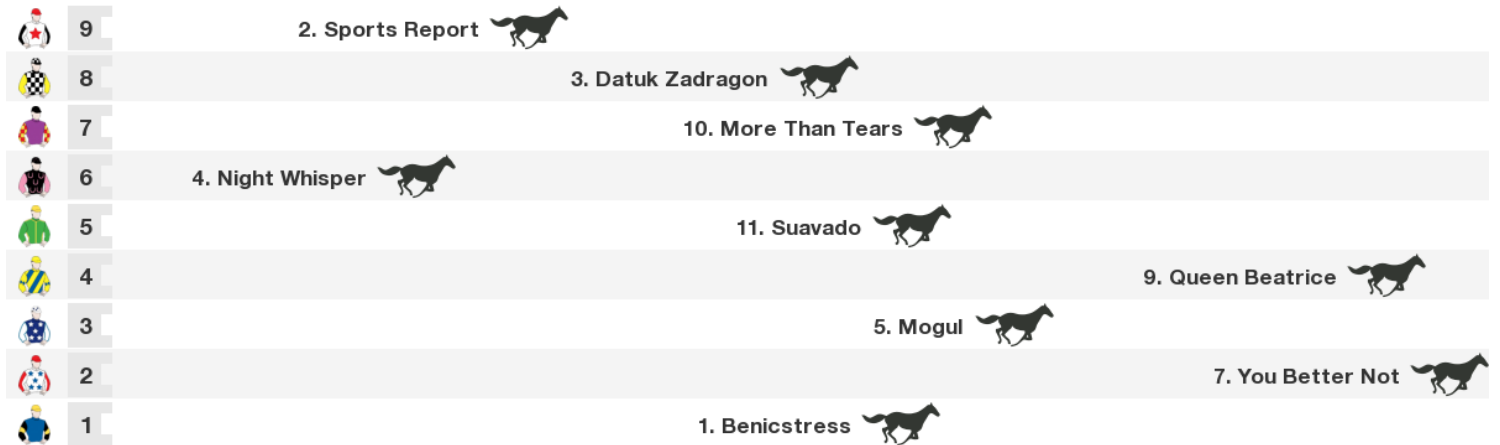 9 2. Sports Report
8 3. Datuk Zadragon
7 10. More Than Tears
6 4. Night Whisper
5 11. Suavado
4 9. Queen Beatrice
3 5. Mogul
2 7. You Better Not
1 1. Benicstress